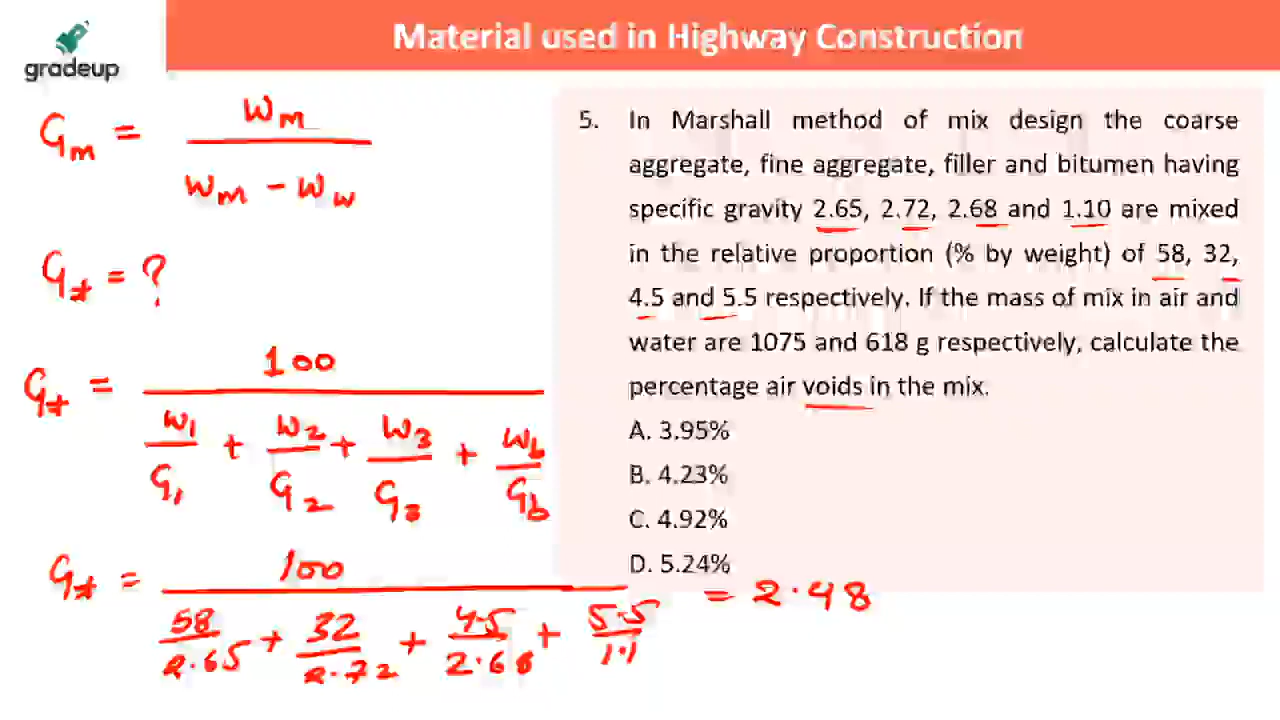 gradeup
Material used in Highway Construction
Gm = Wm / (Wm - Ww)
Gt = ?
Gt = 100 / (W1/G1 + W2/G2 + W3/G3 + Wb/Gb)
Gt = 100 / (58/2.65 + 32/2.72 + 4.5/2.68 + 5.5/1.1) = 2.48
5. In Marshall method of mix design the coarse
aggregate, fine aggregate, filler and bitumen having
specific gravity 2.65, 2.72, 2.68 and 1.10 are mixed
in the relative proportion (% by weight) of 58, 32,
4.5 and 5.5 respectively. If the mass of mix in air and
water are 1075 and 618 g respectively, calculate the
percentage air voids in the mix.
A. 3.95%
B. 4.23%
C. 4.92%
D. 5.24%